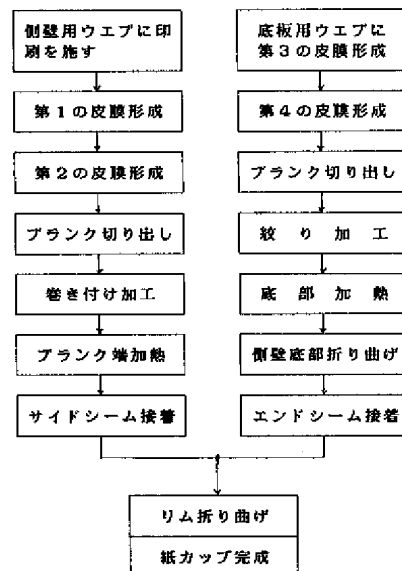 側壁用ウエブに印
刷を施す
第1の皮膜形成
第2の皮膜形成
ブランク切り出し
巻き付け加工
ブランク端加熱
サイドシーム接着
底板用ウエブに
第3の皮膜形成
第4の皮膜形成
ブランク切り出し
絞り加工
底部加熱
側壁底部折り曲げ
エンドシーム接着
リム折り曲げ
紙カップ完成